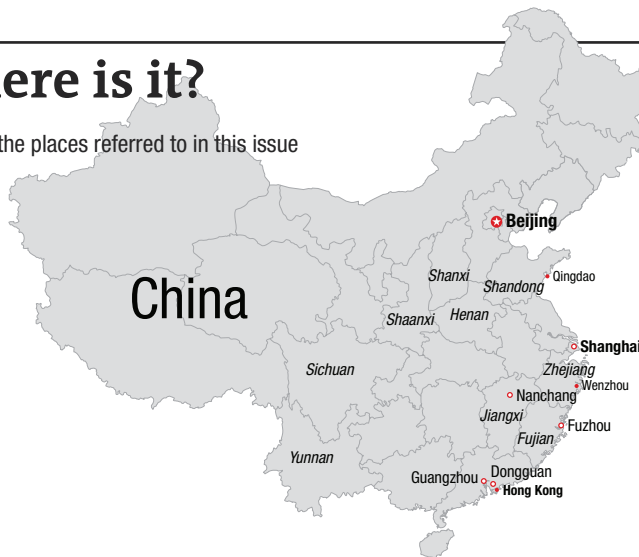 ere is it?
the places referred to in this issue
Beijing
Shanxi
Shandong
Qingdao
China
Shaanxi
Henan
Shanghai
Sichuan
Zhejiang
Wenzhou
Nanchang
Jiangxi
Fuzhou
Fujian
Yunnan
Guangzhou
Dongguan
Hong Kong